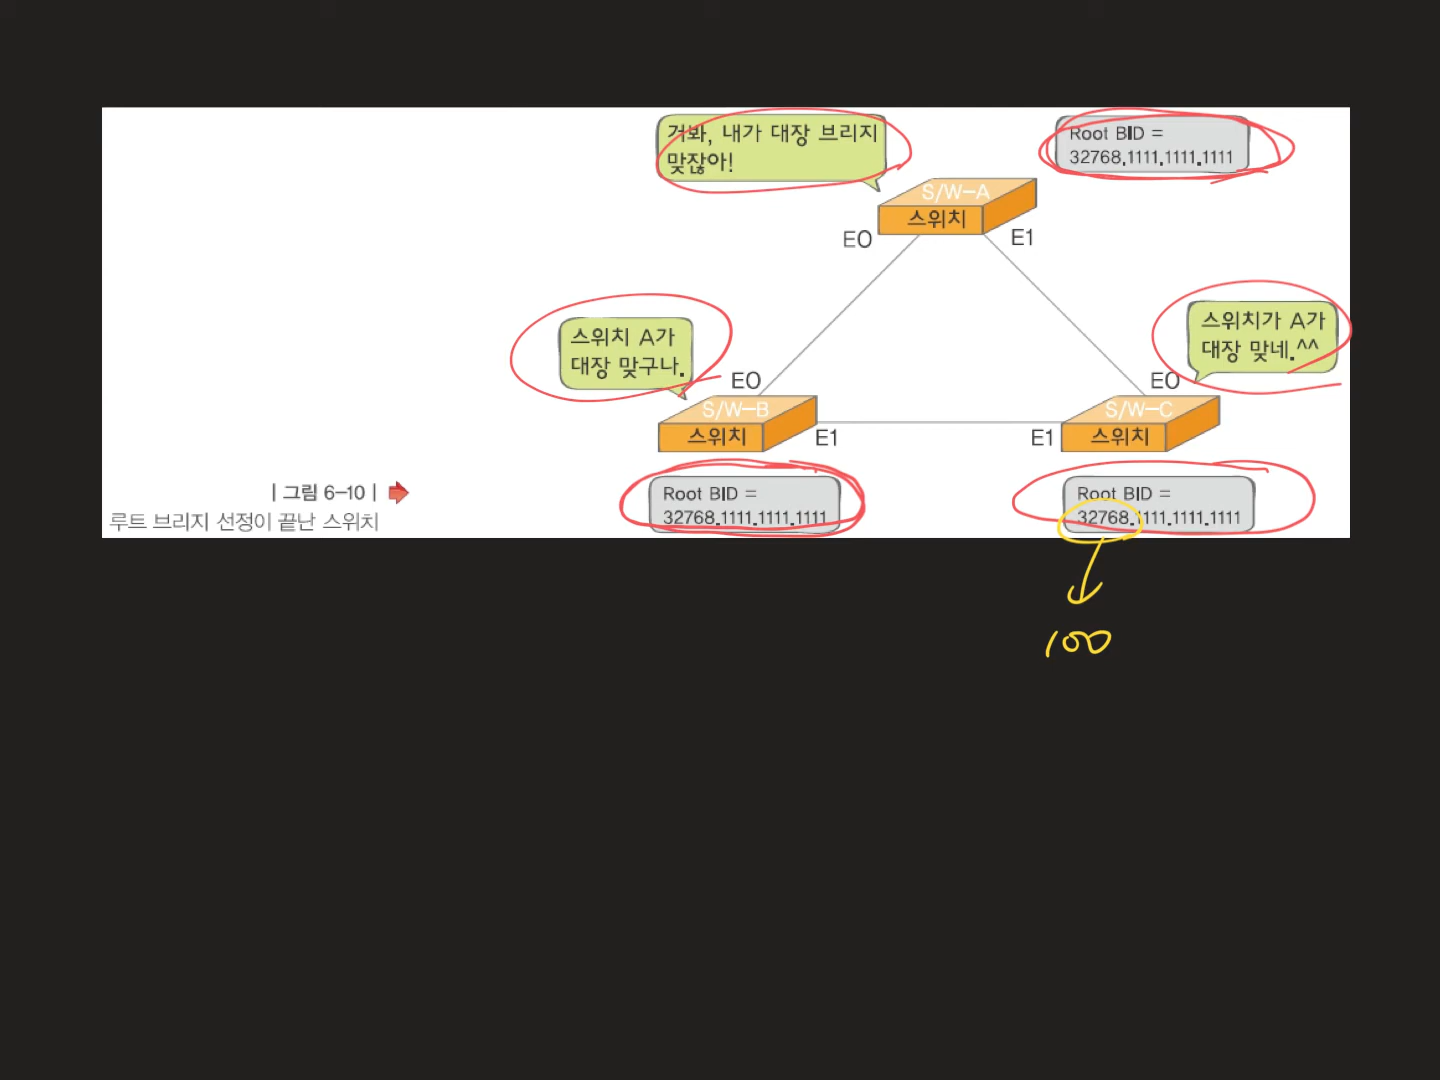 거봐, 내가 대장 브리지
맞잖아!
Root BID =
32768.1111.1111.1111
S/W-A
스위치
E0
E1
스위치 A가
대장 맞구나.
스위치가 A가
대장 맞네.^^
E0
E0
S/W-B
스위치
E1
E1
S/W-C
스위치
|그림 6-10|
루트 브리지 선정이 끝난 스위치
Root BID =
32768.1111.1111.1111
Root BID =
32768.1111.1111.1111
100